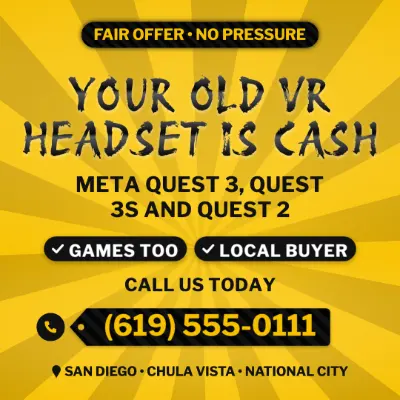 FAIR OFFER • NO PRESSURE
YOUR OLD VR
HEADSET IS CASH
META QUEST 3, QUEST
3S AND QUEST 2
GAMES TOO
LOCAL BUYER
CALL US TODAY
(619) 555-0111
SAN DIEGO • CHULA VISTA • NATIONAL CITY